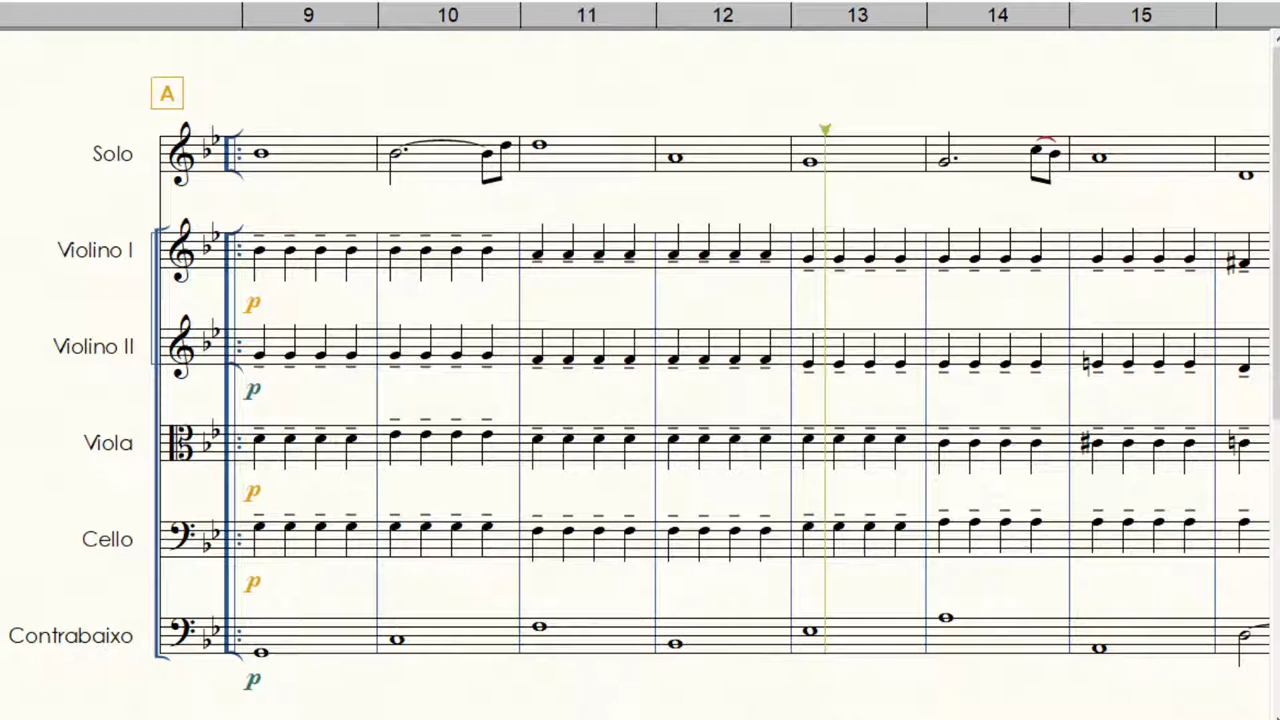 9 10 11 12 13 14 15
A
Solo
Violino I
p
Violino II
p
Viola
p
Cello
p
Contrabaixo
p